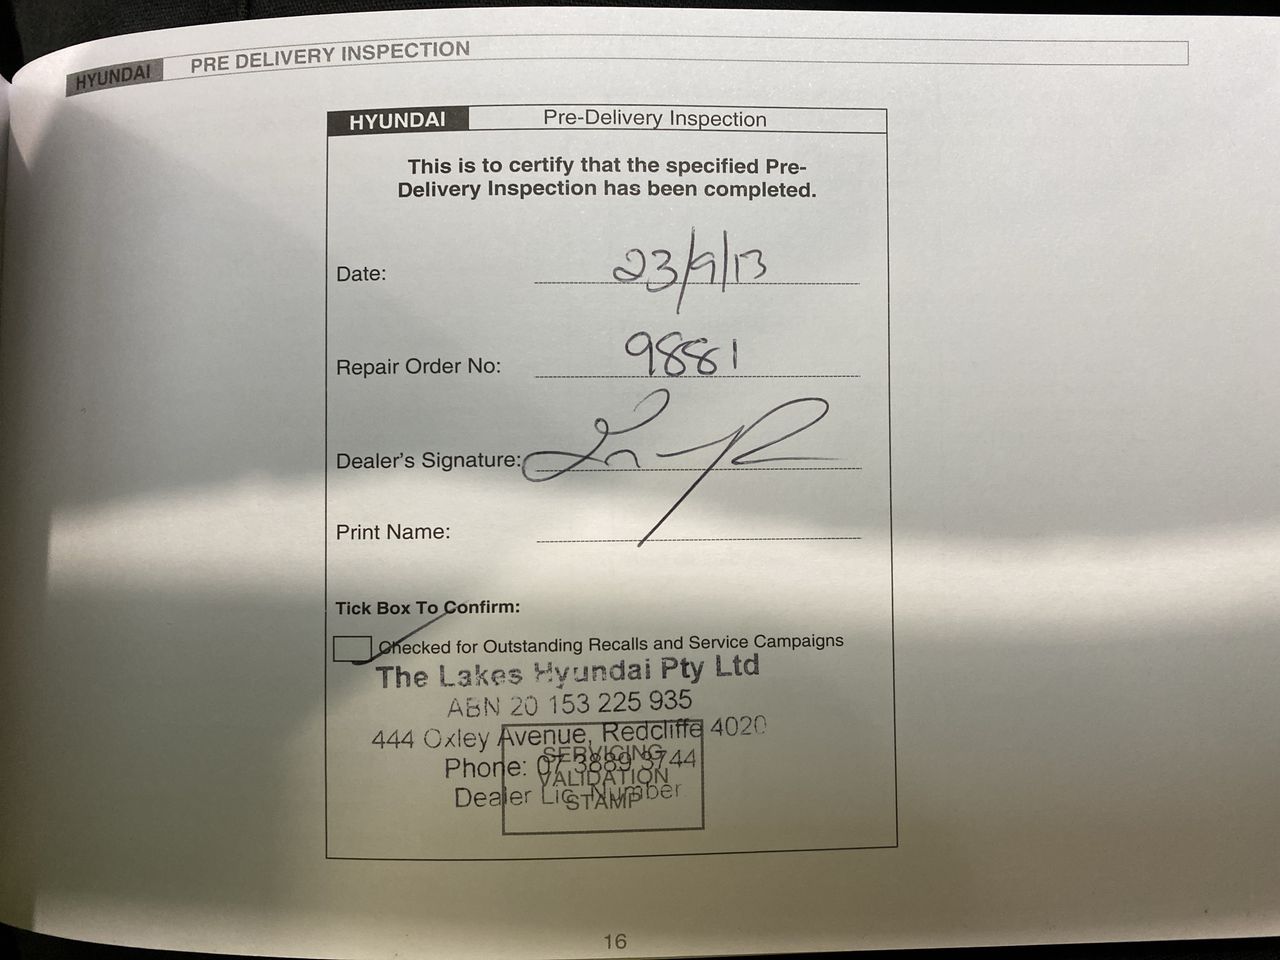 HYUNDAI PRE DELIVERY INSPECTION
HYUNDAI Pre-Delivery Inspection
This is to certify that the specified Pre-
Delivery Inspection has been completed.
Date: 23/9/13
Repair Order No: 9881
Dealer's Signature:
Print Name:
Tick Box To Confirm:
Checked for Outstanding Recalls and Service Campaigns
The Lakes Hyundai Pty Ltd
ABN 20 153 225 935
444 Oxley Avenue, Redcliffe 4020
SERVICING
Phone: 07 3889 3744
VALIDATION
Dealer Lic. Number
STAMP
16